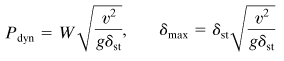 P_dyn = W√(v²/(gδ_st)), δ_max = δ_st√(v²/(gδ_st))